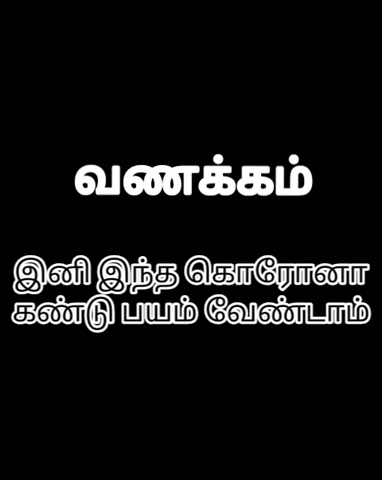 வணக்கம்
இனி இந்த கொரோனா
கண்டு பயம் வேண்டாம்